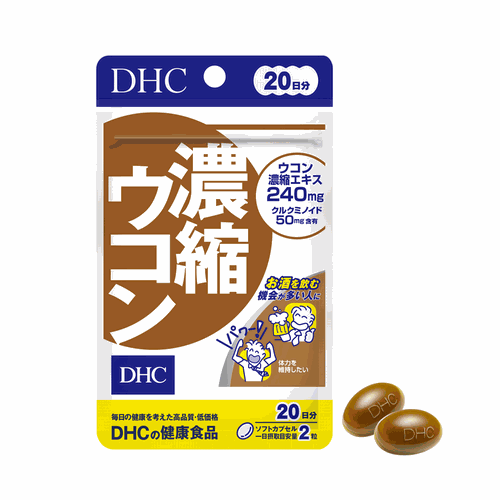 DHC
20日分
濃縮
ウコン
ウコン
濃縮エキス
240mg
クルクミノイド
50mg含有
お酒を飲む
機会が多い人に
パワー!
体力を
維持したい
DHC
毎日の健康を考えた高品質・低価格
DHCの健康食品
20日分
ソフトカプセル
一日摂取目安量2粒
DHC
DHC